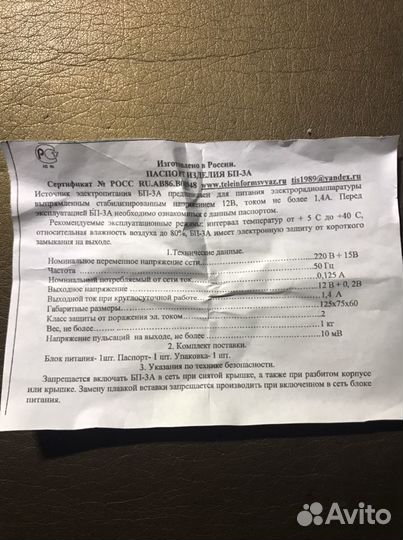 Изготовлено в России.
ПАСПОРТ ИЗДЕЛИЯ БП-3А
Сертификат № РОСС RU.АВ86.В0 48 www.teleinformsvyaz.ru tis1989@yandex.ru
Источник электропитания БП-3А предназначен для питания электрорадиоаппаратуры
выпрямленным стабилизированным напряжением 12В, током не более 1,4А. Перед
эксплуатацией БП-3А необходимо ознакомиться с данным паспортом.
Рекомендуемые эксплуатационные режимы: интервал температур от + 5 С до +40 С,
относительная влажность воздуха до 80%, БП-3А имеет электронную защиту от короткого
замыкания на выходе.
1.Технические данные.
Номинальное переменное напряжение сети 220 В + 15В
Частота 50 Гц
Номинальный потребляемый от сети ток 0,125 А
Выходное напряжение 12 В + 0, 2В
Выходной ток при круглосуточной работе 1,4 А
Габаритные размеры 125х75х60
Класс защиты от поражения эл. током 2
Вес, не более 1 кг
Напряжение пульсаций на выходе, не более 10 мВ
2. Комплект поставки.
Блок питания- 1шт. Паспорт- 1 шт. Упаковка- 1 шт.
3. Указания по технике безопасности.
Запрещается включать БП-3А в сеть при снятой крышке, а также при разбитом корпусе
или крышке. Замену плавкой вставки запрещается производить при включенном в сеть блоке
питания.
Avito